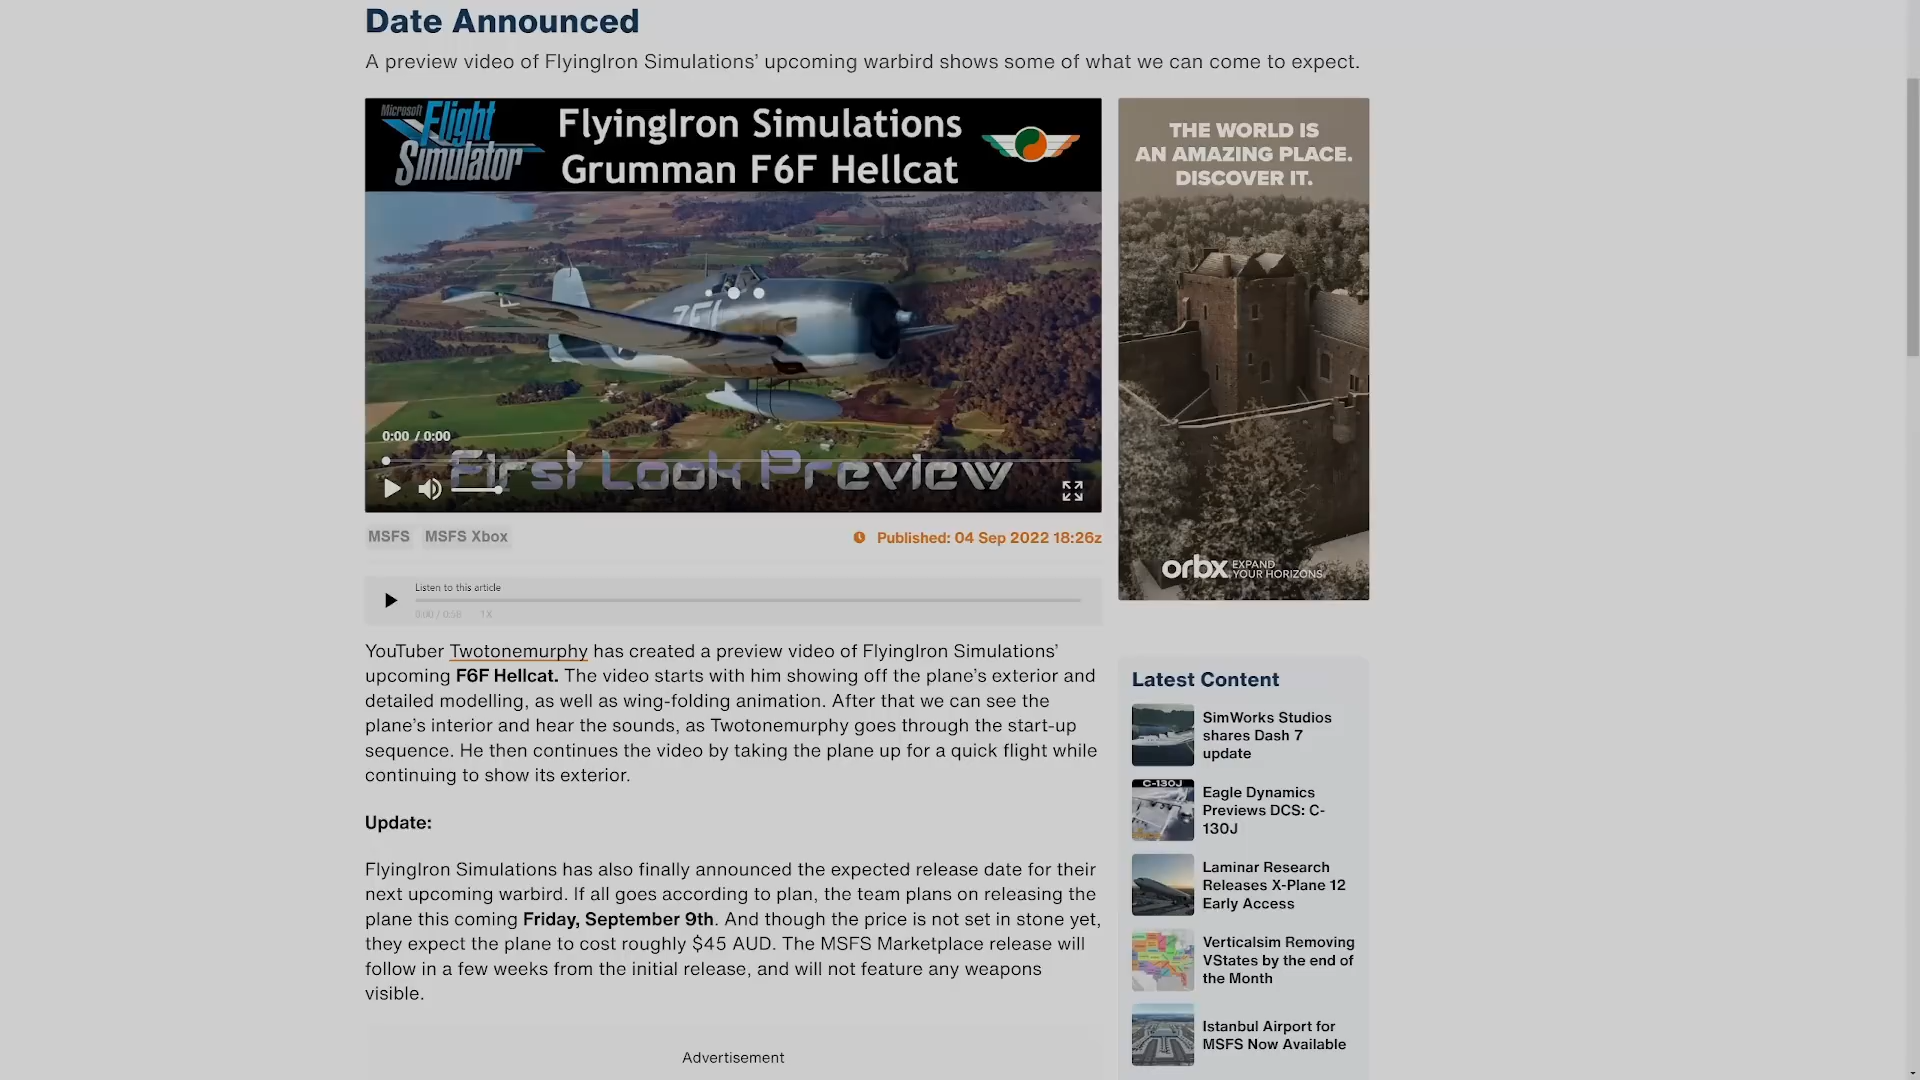 Date Announced
A preview video of FlyingIron Simulations’ upcoming warbird shows some of what we can come to expect.
Microsoft
Flight
Simulator
FlyingIron Simulations
Grumman F6F Hellcat
0:00 / 0:00
First Look Preview
THE WORLD IS
AN AMAZING PLACE.
DISCOVER IT.
orbx EXPAND
YOUR HORIZONS
MSFS MSFS Xbox
Published: 04 Sep 2022 18:26z
Listen to this article
0:00 / 0:56 1X
YouTuber Twotonemurphy has created a preview video of FlyingIron Simulations’
upcoming F6F Hellcat. The video starts with him showing off the plane’s exterior and
detailed modelling, as well as wing-folding animation. After that we can see the
plane’s interior and hear the sounds, as Twotonemurphy goes through the start-up
sequence. He then continues the video by taking the plane up for a quick flight while
continuing to show its exterior.
Update:
FlyingIron Simulations has also finally announced the expected release date for their
next upcoming warbird. If all goes according to plan, the team plans on releasing the
plane this coming Friday, September 9th. And though the price is not set in stone yet,
they expect the plane to cost roughly $45 AUD. The MSFS Marketplace release will
follow in a few weeks from the initial release, and will not feature any weapons
visible.
Advertisement
Latest Content
SimWorks Studios
shares Dash 7
update
C-130J
Eagle Dynamics
Previews DCS: C-
130J
Laminar Research
Releases X-Plane 12
Early Access
Verticalsim Removing
VStates by the end of
the Month
Istanbul Airport for
MSFS Now Available